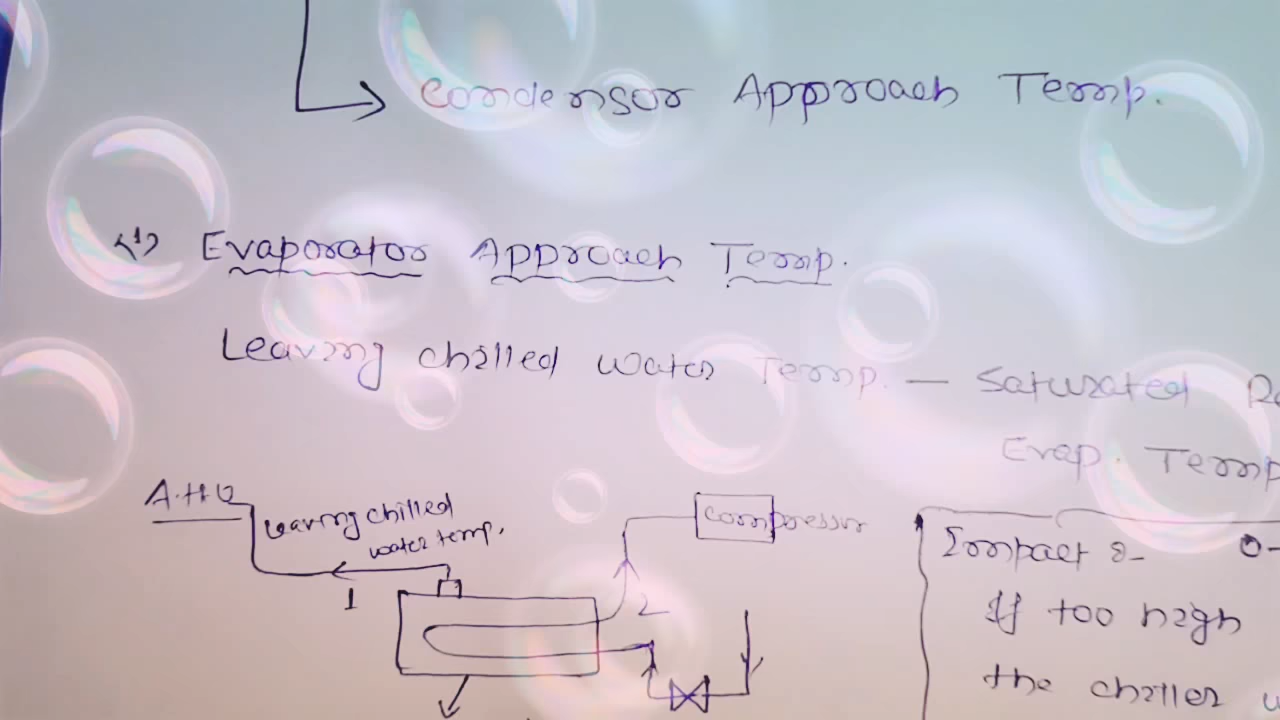 Condensor Approach Temp.
<1> Evaporator Approach Temp.
Leaving chilled water Temp. — Saturated
Evap. Temp
A.H.U
Leaving chilled
water temp.
1
Compressor
2
Impact :-
If too high
the chiller